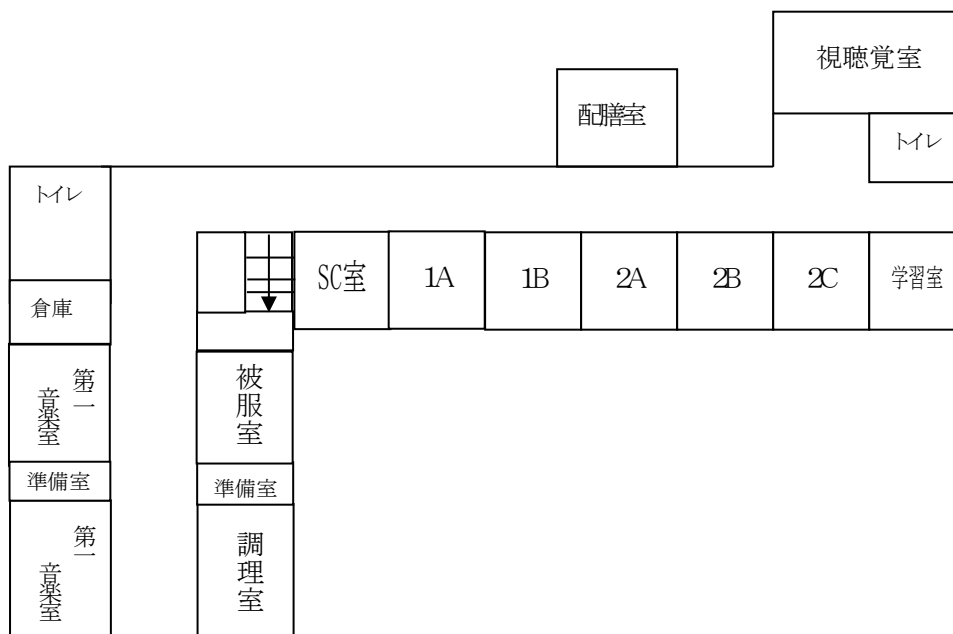 視聴覚室
配膳室
トイレ
トイレ
SC室
1A
1B
2A
2B
2C
学習室
倉庫
第二
音楽室
被服室
準備室
準備室
第一
音楽室
調理室